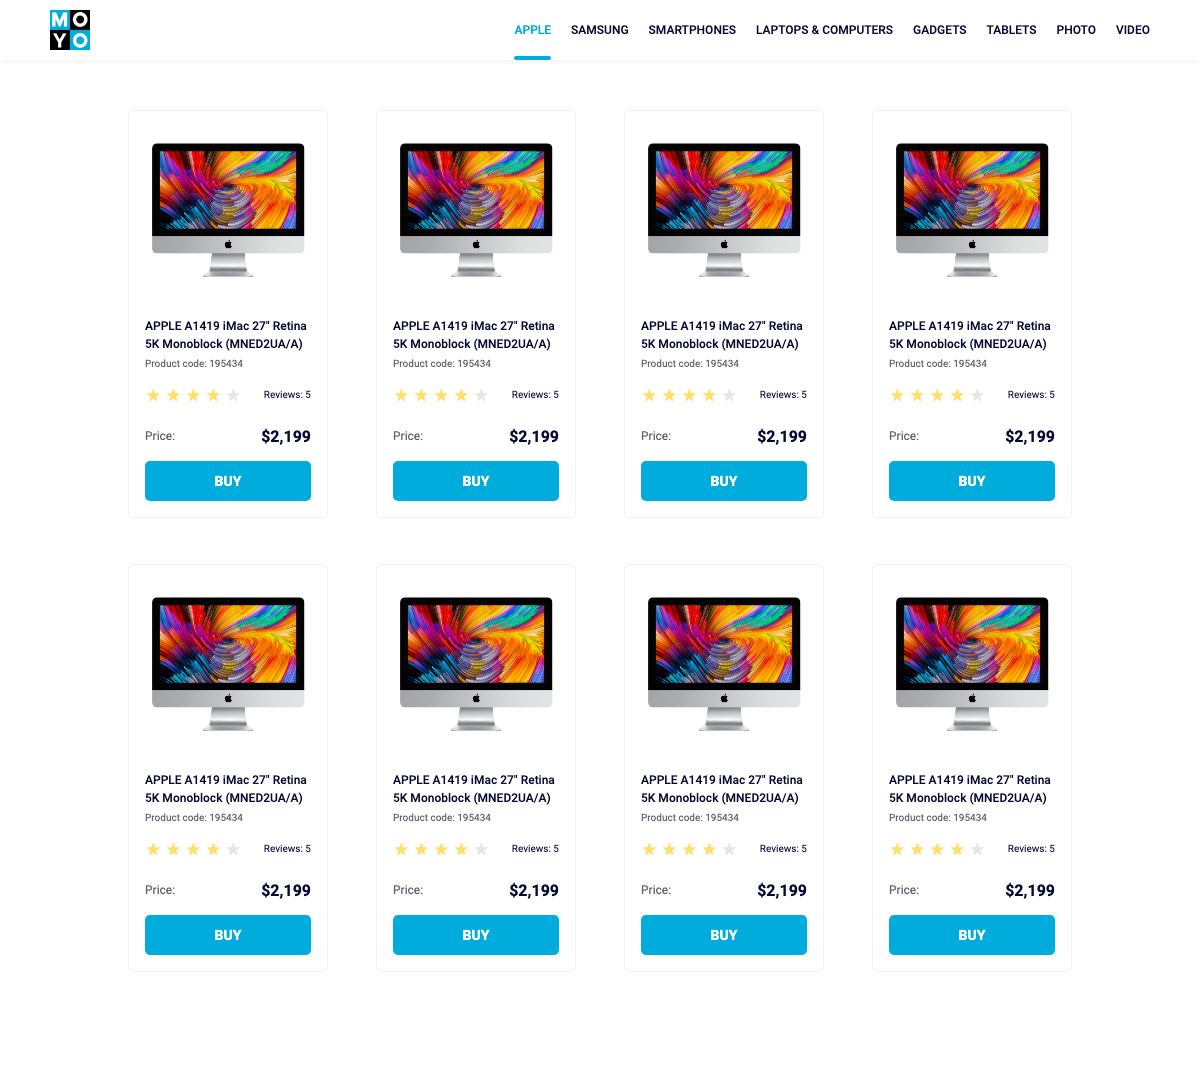 MO
YO
APPLE SAMSUNG SMARTPHONES LAPTOPS & COMPUTERS GADGETS TABLETS PHOTO VIDEO
APPLE A1419 iMac 27" Retina
5K Monoblock (MNED2UA/A)
Product code: 195434
Reviews: 5
Price: $2,199
BUY
APPLE A1419 iMac 27" Retina
5K Monoblock (MNED2UA/A)
Product code: 195434
Reviews: 5
Price: $2,199
BUY
APPLE A1419 iMac 27" Retina
5K Monoblock (MNED2UA/A)
Product code: 195434
Reviews: 5
Price: $2,199
BUY
APPLE A1419 iMac 27" Retina
5K Monoblock (MNED2UA/A)
Product code: 195434
Reviews: 5
Price: $2,199
BUY
APPLE A1419 iMac 27" Retina
5K Monoblock (MNED2UA/A)
Product code: 195434
Reviews: 5
Price: $2,199
BUY
APPLE A1419 iMac 27" Retina
5K Monoblock (MNED2UA/A)
Product code: 195434
Reviews: 5
Price: $2,199
BUY
APPLE A1419 iMac 27" Retina
5K Monoblock (MNED2UA/A)
Product code: 195434
Reviews: 5
Price: $2,199
BUY
APPLE A1419 iMac 27" Retina
5K Monoblock (MNED2UA/A)
Product code: 195434
Reviews: 5
Price: $2,199
BUY